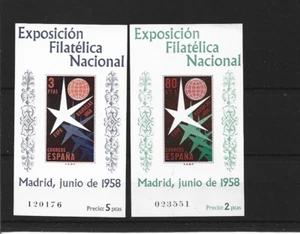 Exposición
Filatélica
Nacional
3
PTAS
CORREOS
ESPAÑA
Madrid, junio de 1958
120176
Precio: 5 ptas
Exposición
Filatélica
Nacional
80
CORREOS
ESPAÑA
Madrid, junio de 1958
023551
Precio: 2 ptas